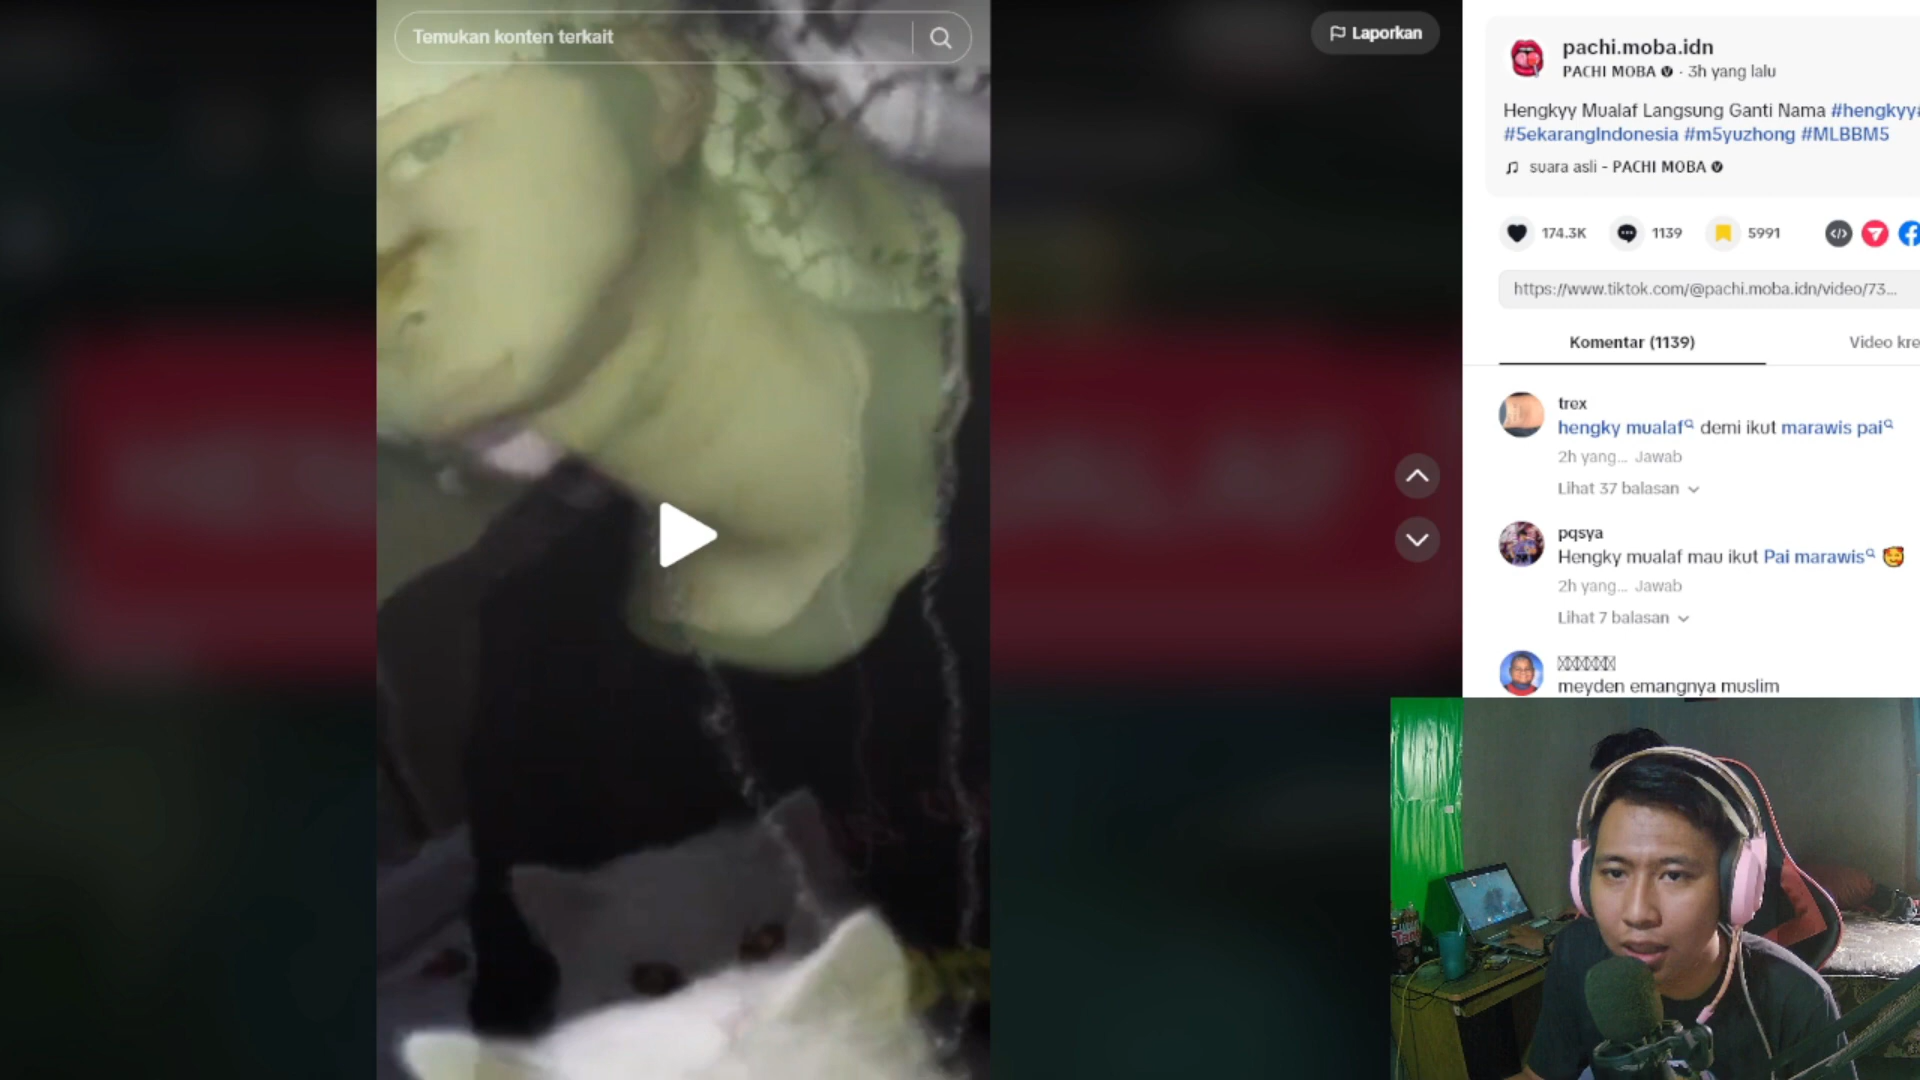 Temukan konten terkait
Laporkan
pachi.moba.idn
PACHI MOBA · 3h yang lalu
Hengkyy Mualaf Langsung Ganti Nama #hengkyy#
#5ekarangIndonesia #m5yuzhong #MLBBM5
suara asli - PACHI MOBA
174.3K 1139 5991
https://www.tiktok.com/@pachi.moba.idn/video/73...
Komentar (1139) Video kre
trex
hengky mualaf demi ikut marawis pai
2h yang... Jawab
Lihat 37 balasan
pqsya
Hengky mualaf mau ikut Pai marawis 🥰
2h yang... Jawab
Lihat 7 balasan
meyden emangnya muslim